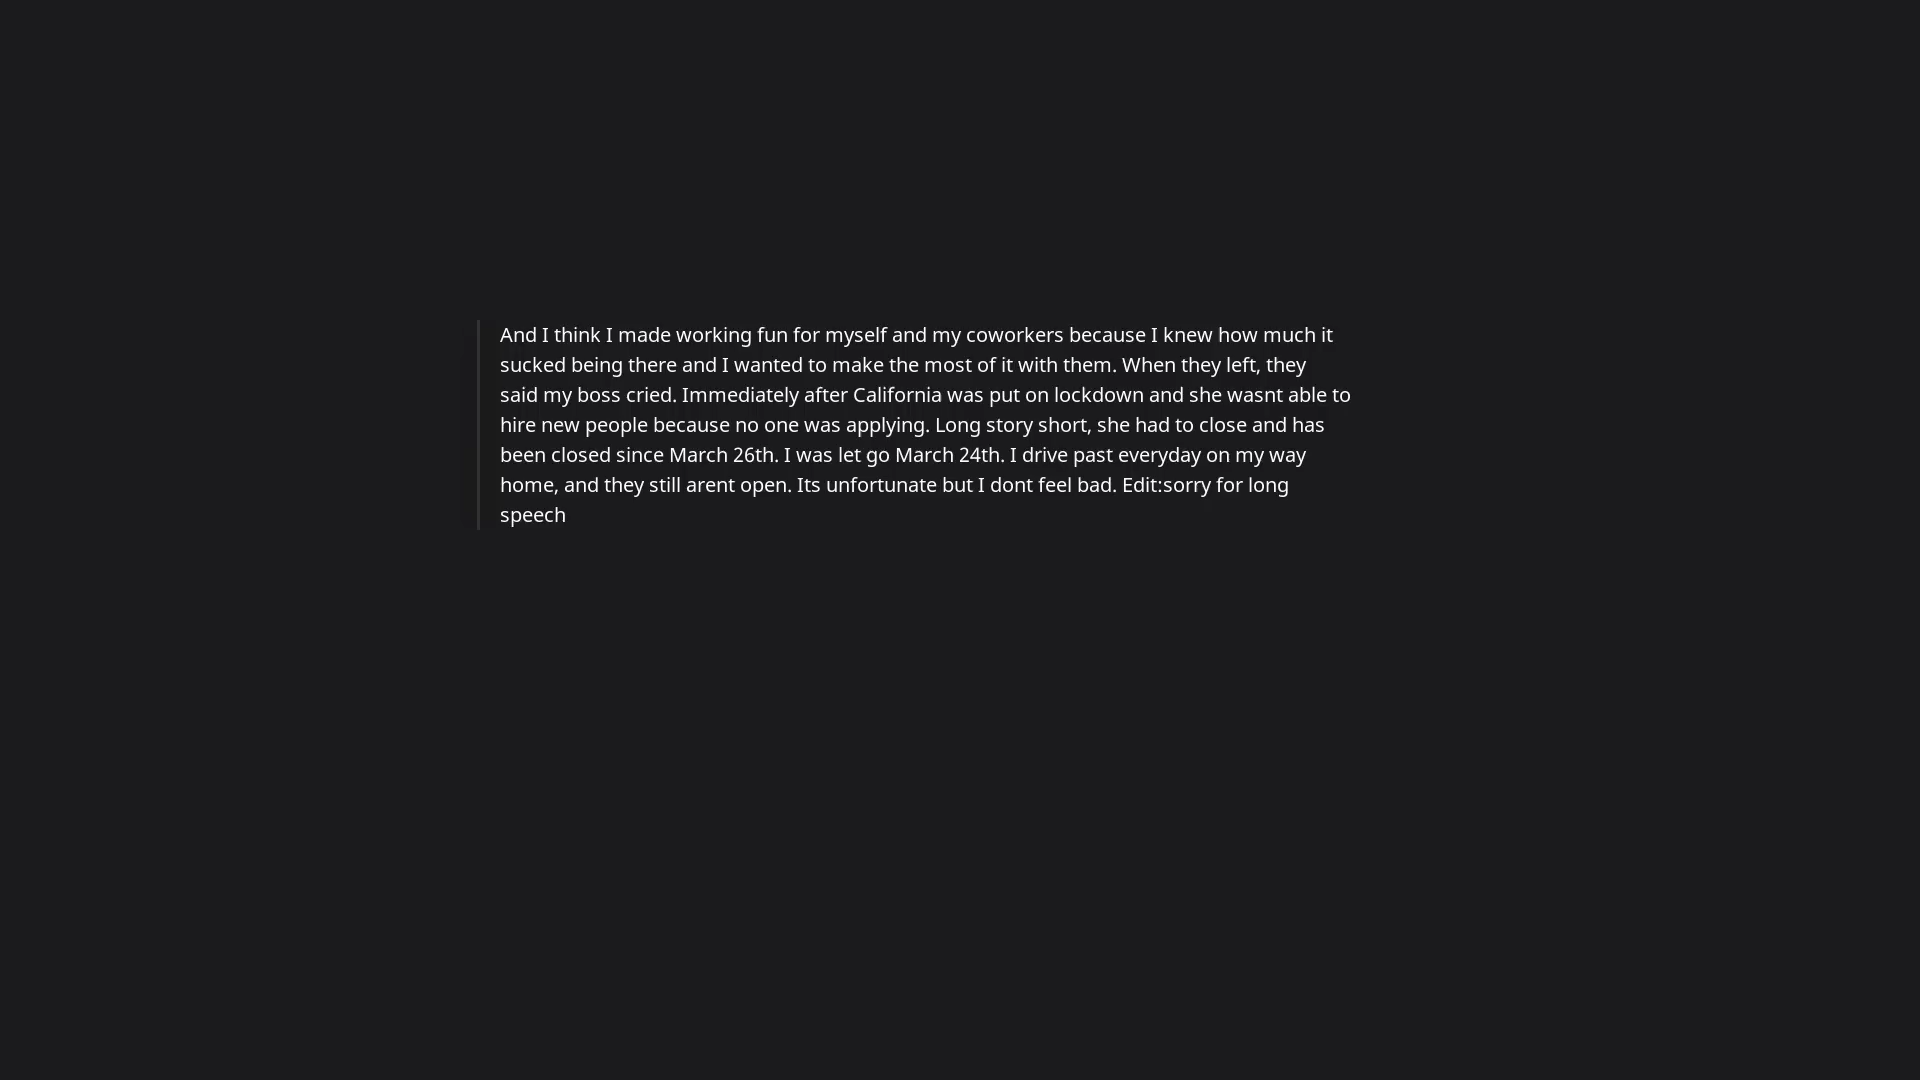 And I think I made working fun for myself and my coworkers because I knew how much it
sucked being there and I wanted to make the most of it with them. When they left, they
said my boss cried. Immediately after California was put on lockdown and she wasnt able to
hire new people because no one was applying. Long story short, she had to close and has
been closed since March 26th. I was let go March 24th. I drive past everyday on my way
home, and they still arent open. Its unfortunate but I dont feel bad. Edit:sorry for long
speech